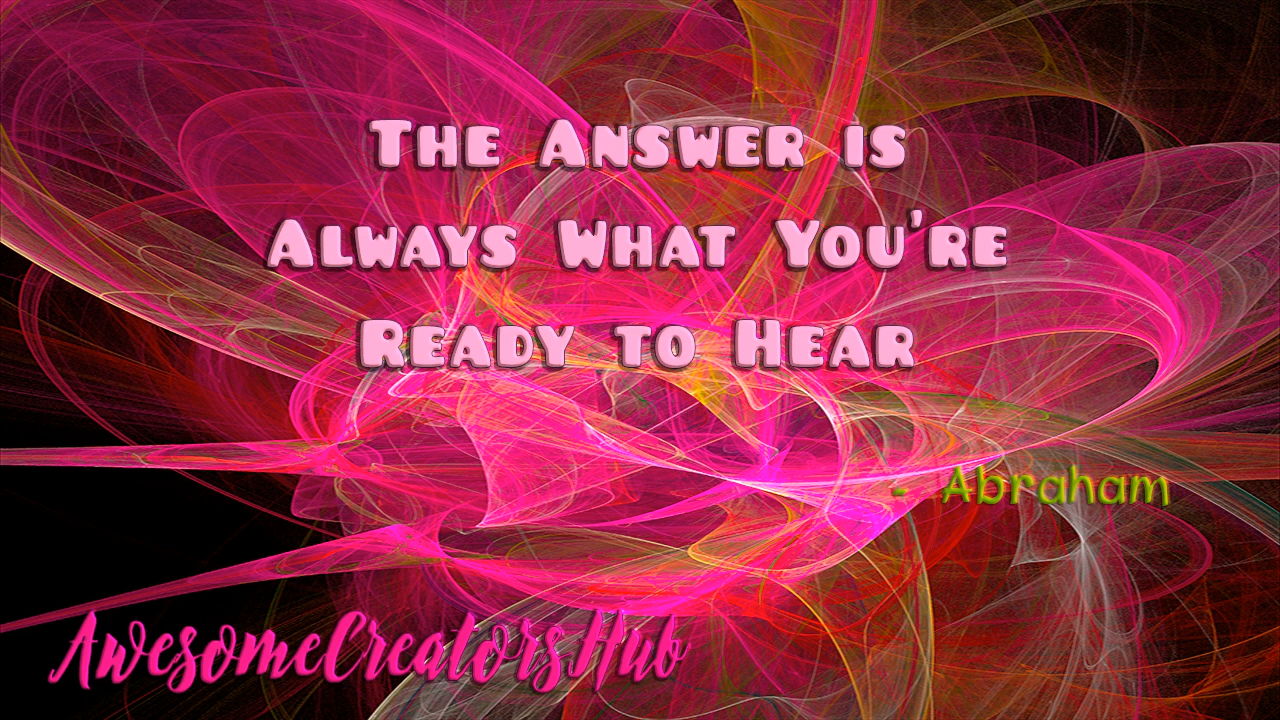 The Answer is
Always What You're
Ready to Hear
- Abraham
AwesomeCreatorsHub